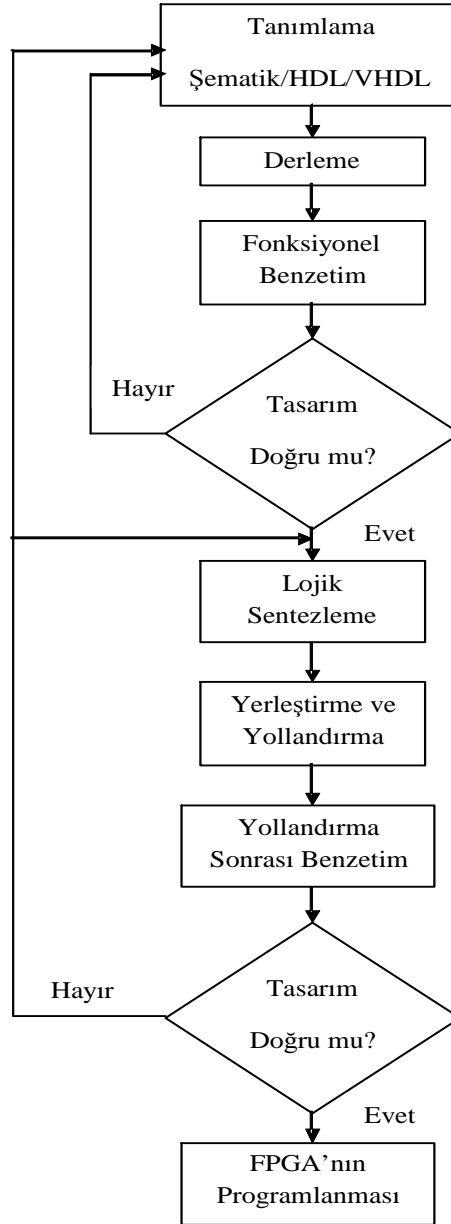 Tanımlama
Şematik/HDL/VHDL
Derleme
Fonksiyonel
Benzetim
Hayır
Tasarım
Doğru mu?
Evet
Lojik
Sentezleme
Yerleştirme ve
Yollandırma
Yollandırma
Sonrası Benzetim
Hayır
Tasarım
Doğru mu?
Evet
FPGA’nın
Programlanması